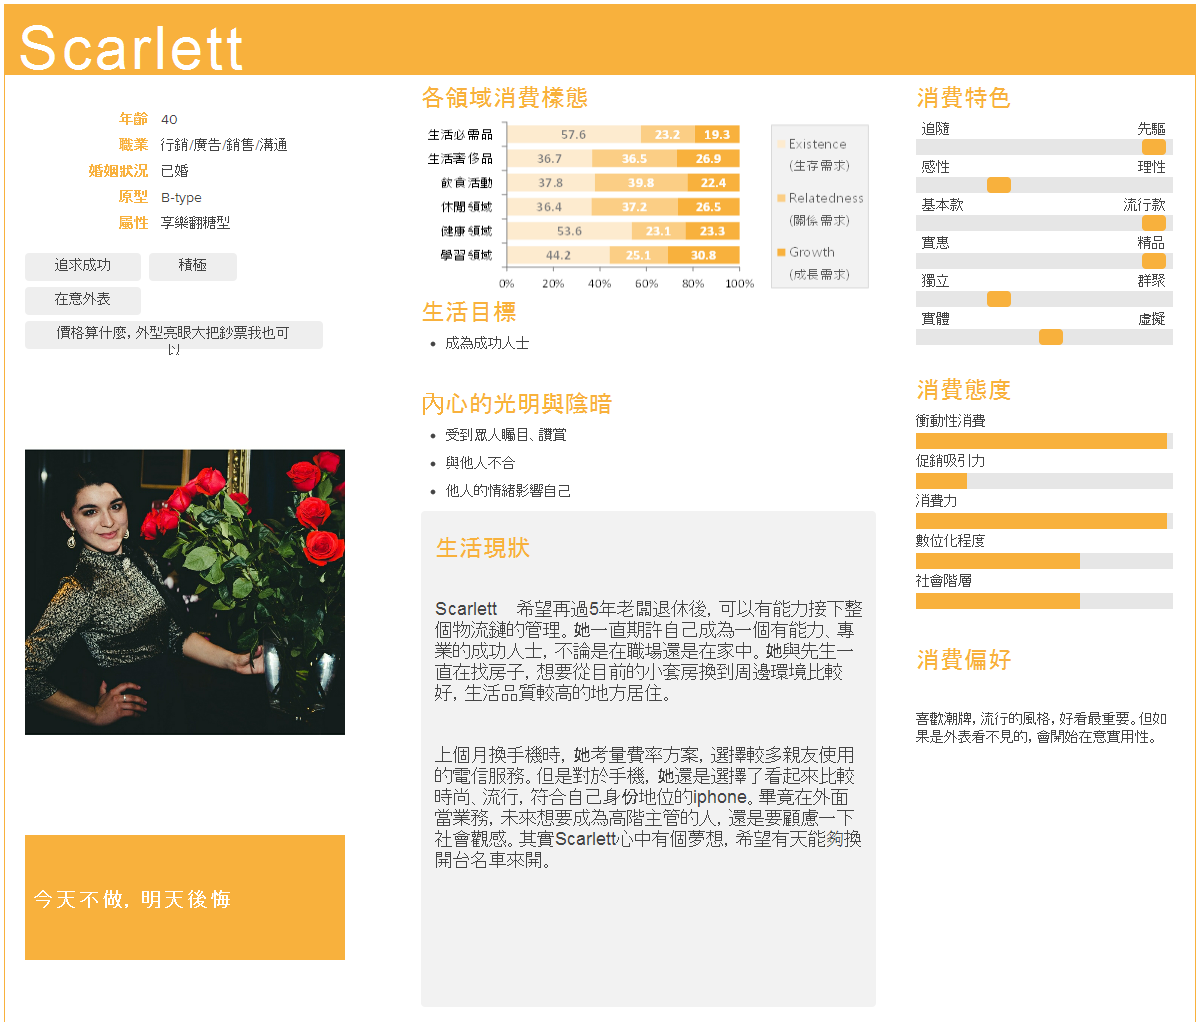 Scarlett
年齡 40
職業 行銷/廣告/銷售/溝通
婚姻狀況 已婚
原型 B-type
屬性 享樂翻糖型
追求成功 積極
在意外表
價格算什麼, 外型亮眼大把鈔票我也可
以
今天不做, 明天後悔
各領域消費樣態
生活必需品 57.6 23.2 19.3
生活奢侈品 36.7 36.5 26.9
飲食活動 37.8 39.8 22.4
休閒領域 36.4 37.2 26.5
健康領域 53.6 23.1 23.3
學習領域 44.2 25.1 30.8
0% 20% 40% 60% 80% 100%
Existence
(生存需求)
Relatedness
(關係需求)
Growth
(成長需求)
生活目標
• 成為成功人士
內心的光明與陰暗
• 受到眾人矚目、讚賞
• 與他人不合
• 他人的情緒影響自己
生活現狀
Scarlett 希望再過5年老闆退休後, 可以有能力接下整
個物流鏈的管理。她一直期許自己成為一個有能力、專
業的成功人士, 不論是在職場還是在家中。她與先生一
直在找房子, 想要從目前的小套房換到周邊環境比較
好, 生活品質較高的地方居住。
上個月換手機時, 她考量費率方案, 選擇較多親友使用
的電信服務。但是對於手機, 她還是選擇了看起來比較
時尚、流行, 符合自己身份地位的iphone。畢竟在外面
當業務, 未來想要成為高階主管的人, 還是要顧慮一下
社會觀感。其實Scarlett心中有個夢想, 希望有天能夠換
開台名車來開。
消費特色
追隨 先驅
感性 理性
基本款 流行款
實惠 精品
獨立 群聚
實體 虛擬
消費態度
衝動性消費
促銷吸引力
消費力
數位化程度
社會階層
消費偏好
喜歡潮牌, 流行的風格, 好看最重要。但如
果是外表看不見的, 會開始在意實用性。